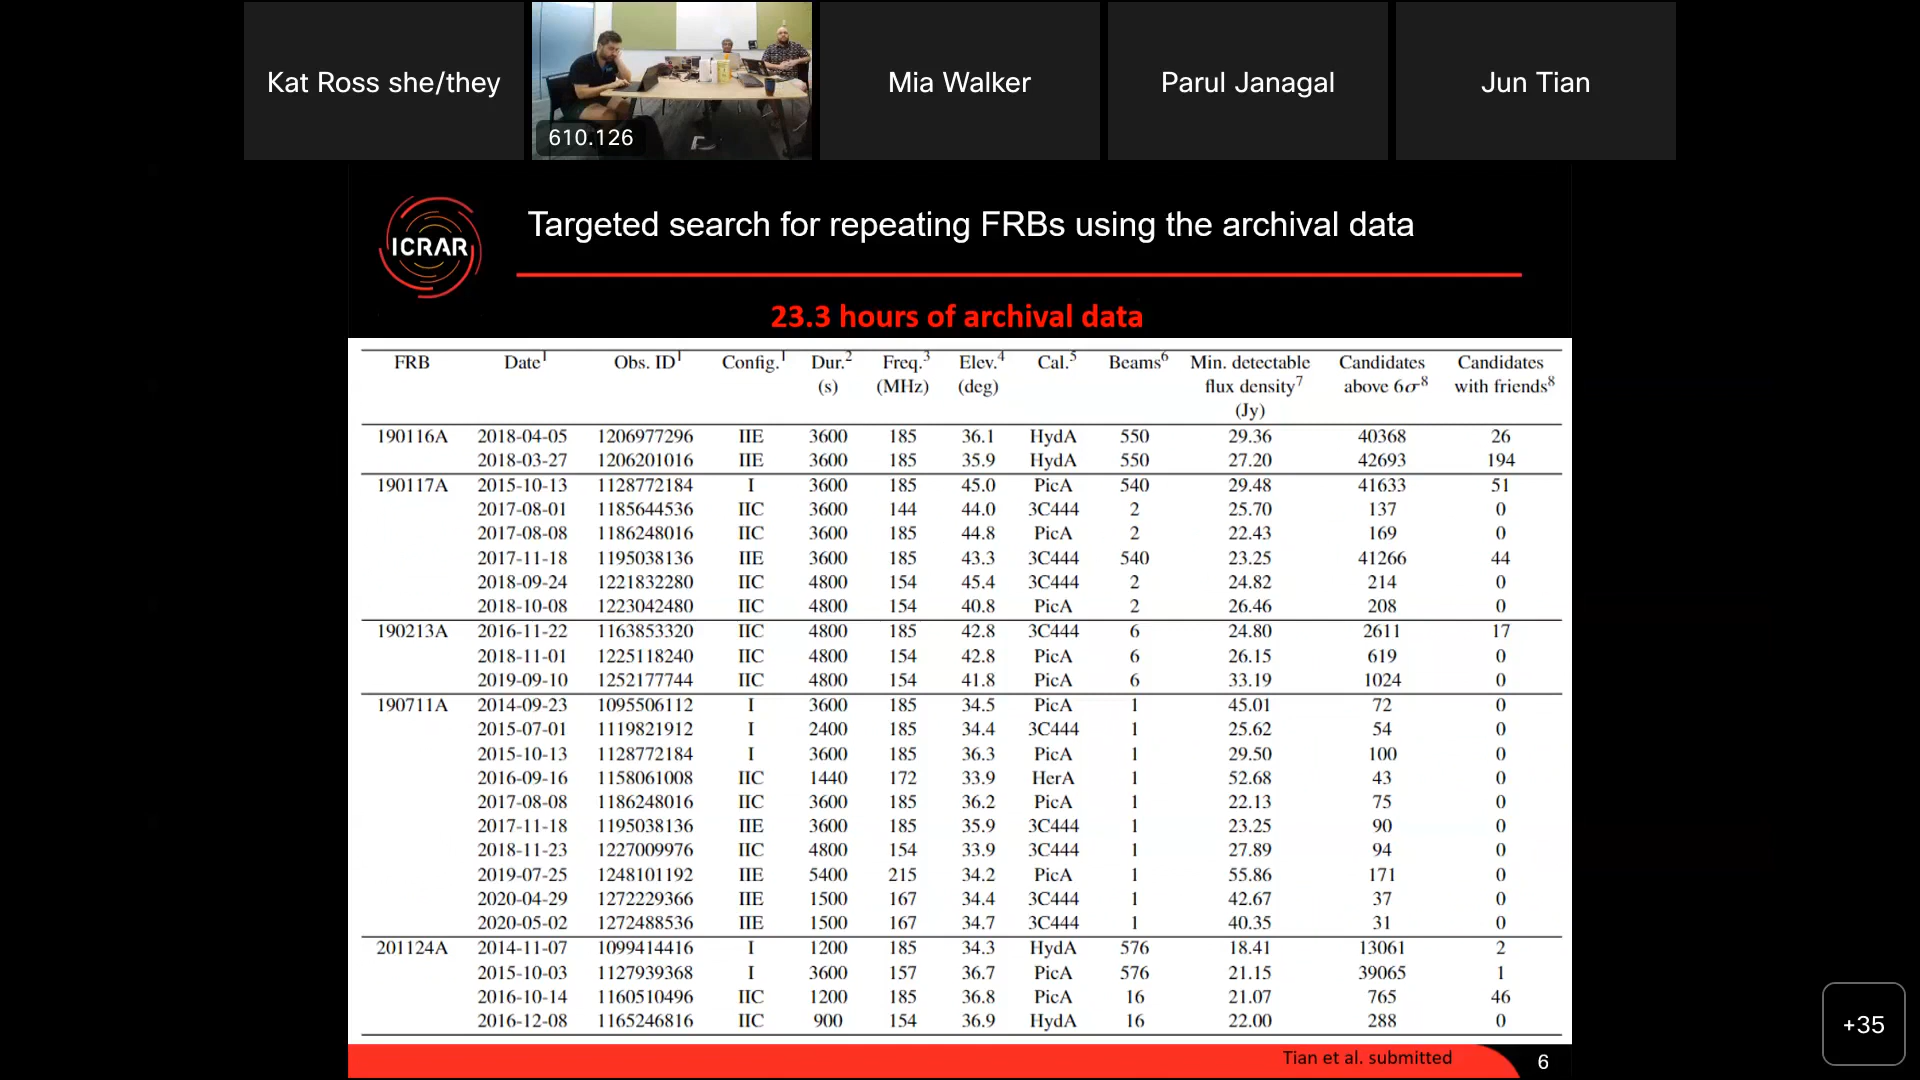 Kat Ross she/they
610.126
Mia Walker
Parul Janagal
Jun Tian
ICRAR
Targeted search for repeating FRBs using the archival data
23.3 hours of archival data
FRB Date1 Obs. ID1 Config.1 Dur.2 Freq.3 Elev.4 Cal.5 Beams6 Min. detectable Candidates Candidates
(s) (MHz) (deg) flux density7 above 6σ8 with friends8
(Jy)
190116A 2018-04-05 1206977296 IIE 3600 185 36.1 HydA 550 29.36 40368 26
2018-03-27 1206201016 IIE 3600 185 35.9 HydA 550 27.20 42693 194
190117A 2015-10-13 1128772184 I 3600 185 45.0 PicA 540 29.48 41633 51
2017-08-01 1185644536 IIC 3600 144 44.0 3C444 2 25.70 137 0
2017-08-08 1186248016 IIC 3600 185 44.8 PicA 2 22.43 169 0
2017-11-18 1195038136 IIE 3600 185 43.3 3C444 540 23.25 41266 44
2018-09-24 1221832280 IIC 4800 154 45.4 3C444 2 24.82 214 0
2018-10-08 1223042480 IIC 4800 154 40.8 PicA 2 26.46 208 0
190213A 2016-11-22 1163853320 IIC 4800 185 42.8 3C444 6 24.80 2611 17
2018-11-01 1225118240 IIC 4800 154 42.8 PicA 6 26.15 619 0
2019-09-10 1252177744 IIC 4800 154 41.8 PicA 6 33.19 1024 0
190711A 2014-09-23 1095506112 I 3600 185 34.5 PicA 1 45.01 72 0
2015-07-01 1119821912 I 2400 185 34.4 3C444 1 25.62 54 0
2015-10-13 1128772184 I 3600 185 36.3 PicA 1 29.50 100 0
2016-09-16 1158061008 IIC 1440 172 33.9 HerA 1 52.68 43 0
2017-08-08 1186248016 IIC 3600 185 36.2 PicA 1 22.13 75 0
2017-11-18 1195038136 IIE 3600 185 35.9 3C444 1 23.25 90 0
2018-11-23 1227009976 IIC 4800 154 33.9 3C444 1 27.89 94 0
2019-07-25 1248101192 IIE 5400 215 34.2 PicA 1 55.86 171 0
2020-04-29 1272229366 IIE 1500 167 34.4 3C444 1 42.67 37 0
2020-05-02 1272488536 IIE 1500 167 34.7 3C444 1 40.35 31 0
201124A 2014-11-07 1099414416 I 1200 185 34.3 HydA 576 18.41 13061 2
2015-10-03 1127939368 I 3600 157 36.7 PicA 576 21.15 39065 1
2016-10-14 1160510496 IIC 1200 185 36.8 PicA 16 21.07 765 46
2016-12-08 1165246816 IIC 900 154 36.9 HydA 16 22.00 288 0
Tian et al. submitted
6
+35